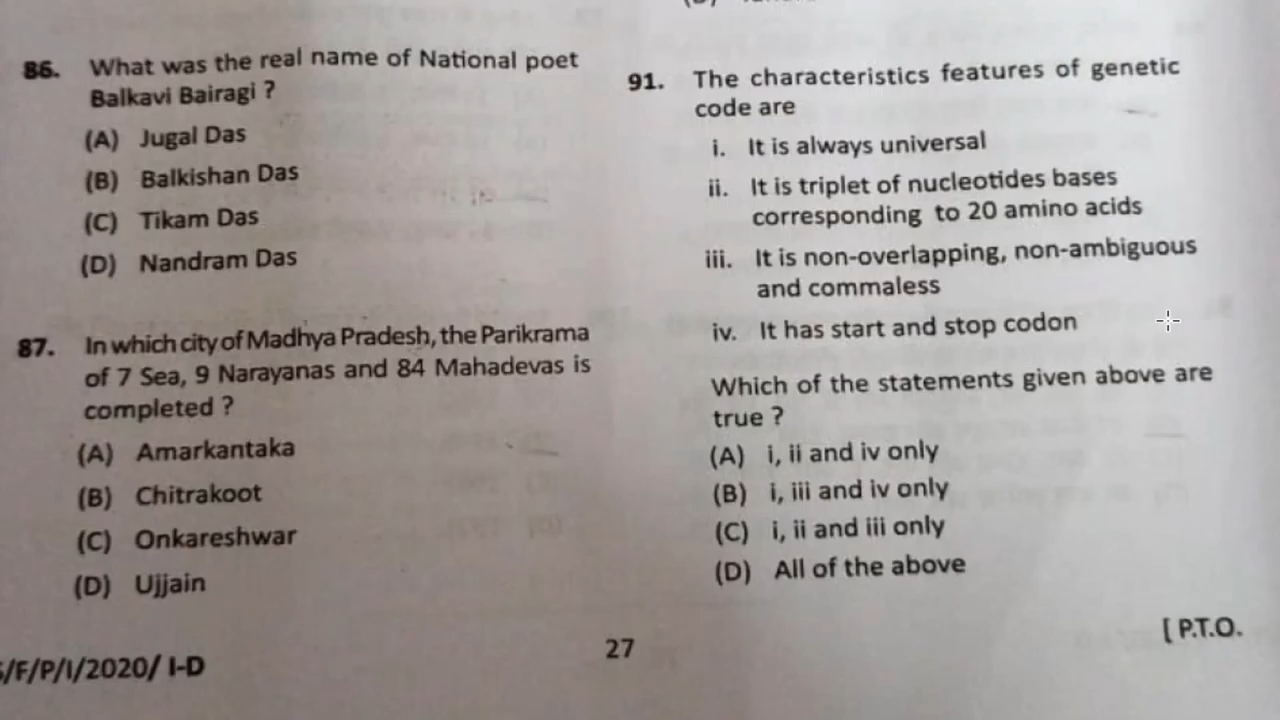 86. What was the real name of National poet
Balkavi Bairagi ?
(A) Jugal Das
(B) Balkishan Das
(C) Tikam Das
(D) Nandram Das
87. In which city of Madhya Pradesh, the Parikrama
of 7 Sea, 9 Narayanas and 84 Mahadevas is
completed ?
(A) Amarkantaka
(B) Chitrakoot
(C) Onkareshwar
(D) Ujjain
91. The characteristics features of genetic
code are
i. It is always universal
ii. It is triplet of nucleotides bases
corresponding to 20 amino acids
iii. It is non-overlapping, non-ambiguous
and commaless
iv. It has start and stop codon
Which of the statements given above are
true ?
(A) i, ii and iv only
(B) i, iii and iv only
(C) i, ii and iii only
(D) All of the above
[ P.T.O.
27
/F/P/I/2020/ I-D